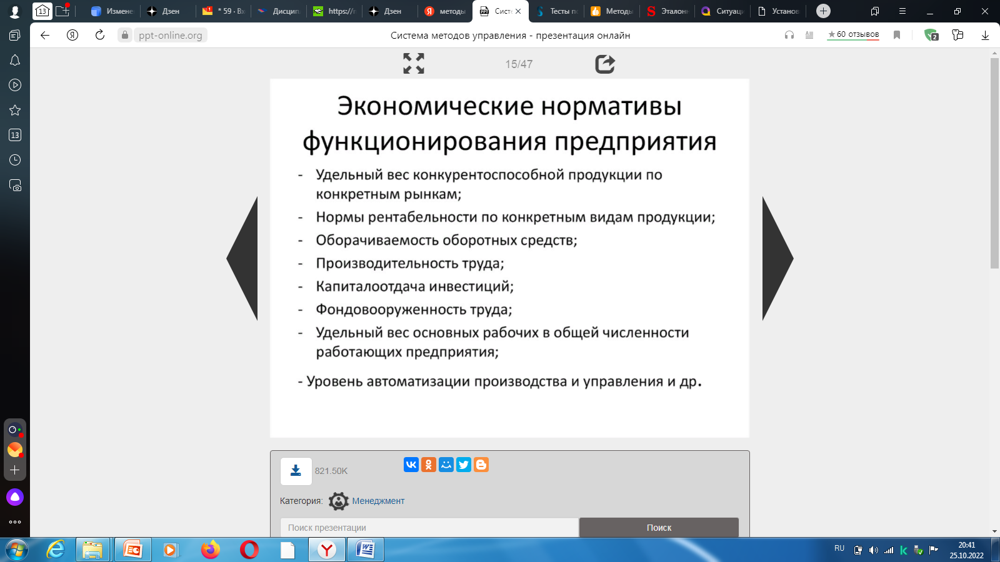 13
Измене
Дзен
* 59 · Вх
Дисцип
https://
Дзен
методы
Систе
Тесты по
Методы
Эталон
Ситуаци
Установ
ppt-online.org
Система методов управления - презентация онлайн
★60 отзывов
2
15/47
13
Экономические нормативы
функционирования предприятия
- Удельный вес конкурентоспособной продукции по
конкретным рынкам;
- Нормы рентабельности по конкретным видам продукции;
- Оборачиваемость оборотных средств;
- Производительность труда;
- Капиталоотдача инвестиций;
- Фондовооруженность труда;
- Удельный вес основных рабочих в общей численности
работающих предприятия;
- Уровень автоматизации производства и управления и др.
821.50K
Категория: Менеджмент
Поиск презентации
Поиск
RU
20:41
25.10.2022